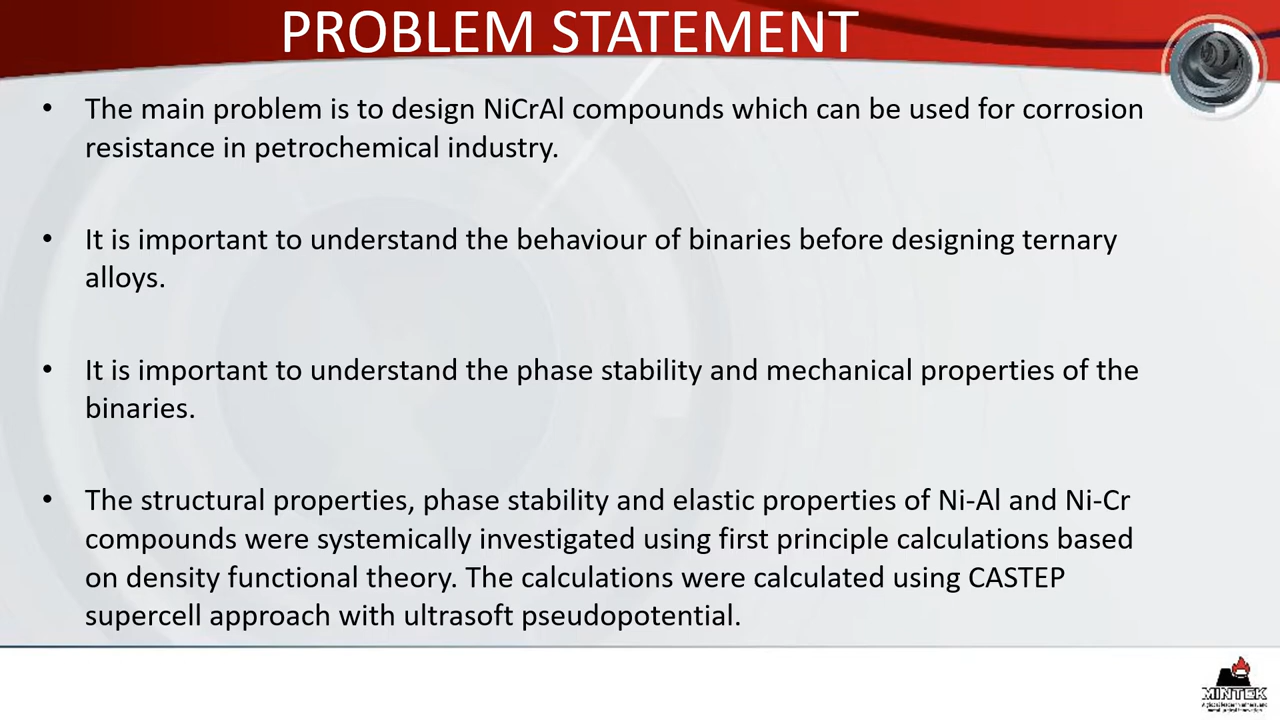 PROBLEM STATEMENT
• The main problem is to design NiCrAl compounds which can be used for corrosion
resistance in petrochemical industry.
• It is important to understand the behaviour of binaries before designing ternary
alloys.
• It is important to understand the phase stability and mechanical properties of the
binaries.
• The structural properties, phase stability and elastic properties of Ni-Al and Ni-Cr
compounds were systemically investigated using first principle calculations based
on density functional theory. The calculations were calculated using CASTEP
supercell approach with ultrasoft pseudopotential.
MINTEK